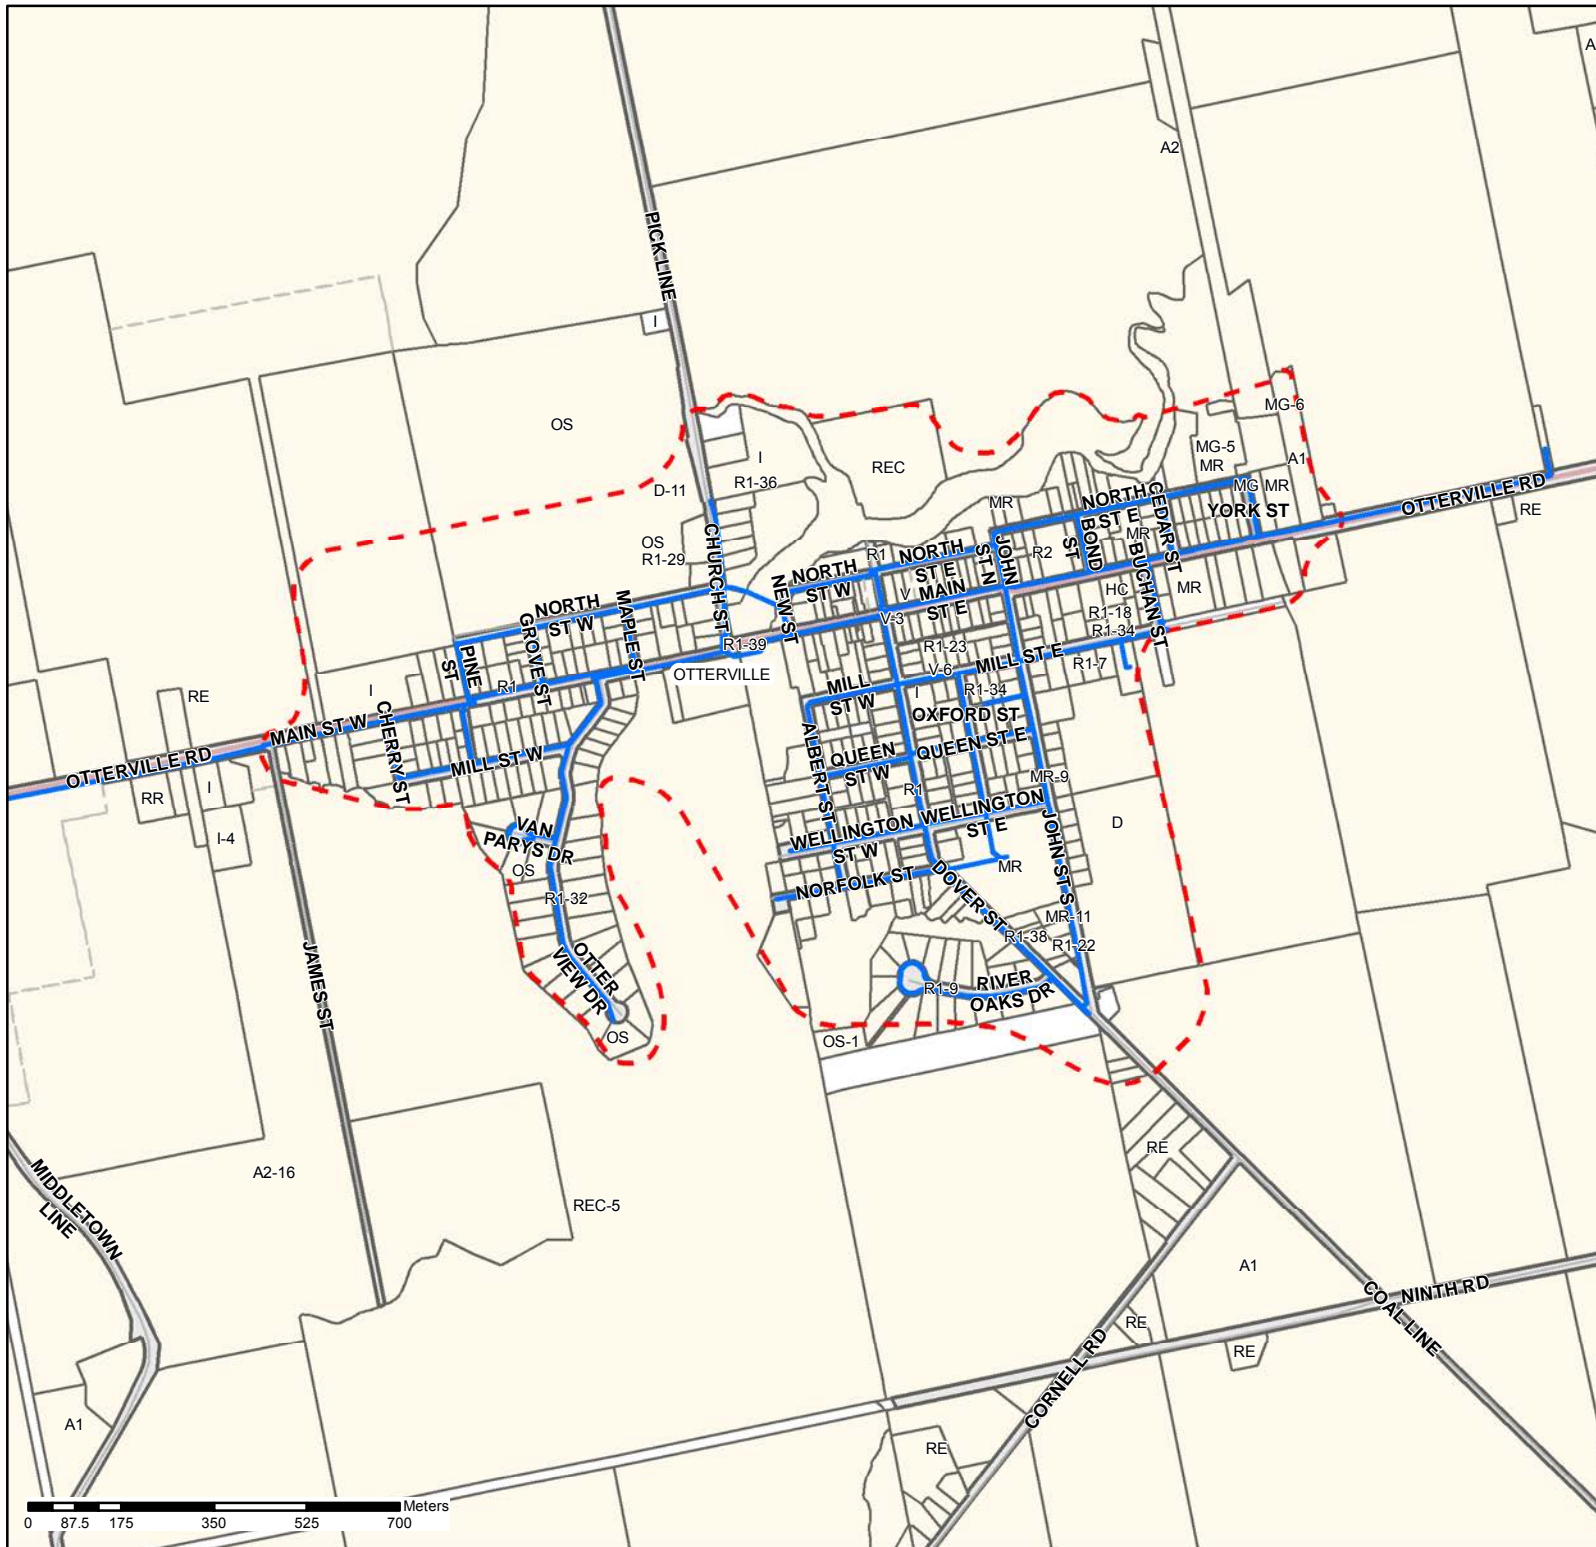 A
A2
PICK LINE
I
OS
MG-6
I
REC
MG-5
MR
A1
D-11
R1-36
MR
NORTH
ST E
CEDAR ST
MG
MR
YORK ST
OTTERVILLE RD
RE
OS
R1-29
CHURCH ST
R1
NORTH
ST E
JOHN
ST N
R2
BOND
ST
MR
BUCHAN ST
NORTH
ST W
NEW ST
V
MAIN
ST E
HC
MR
NORTH
ST W
MAPLE ST
GROVE ST
V-3
R1-18
R1-34
PINE
ST
R1-39
R1-23
OTTERVILLE
V-6
MILL ST E
R1-7
RE
I
R1
MILL
ST W
I
R1-34
OXFORD ST
MAIN ST W
CHERRY ST
OTTERVILLE RD
MILL ST W
ALBERT ST
QUEEN
ST W
QUEEN ST E
RR
I
MR-9
R1
I-4
VAN
PARYS DR
WELLINGTON
ST W
WELLINGTON
ST E
JOHN ST S
D
OS
NORFOLK ST
MR
R1-32
DOVER ST
MR-11
R1-38
R1-22
JAMES ST
OTTER
VIEW DR
R1-9
RIVER
OAKS DR
OS
OS-1
MIDDLETOWN
LINE
A2-16
REC-5
RE
A1
COAL LINE
NINTH RD
RE
RE
CORNELL RD
A1
RE
Meters
0 87.5 175 350 525 700